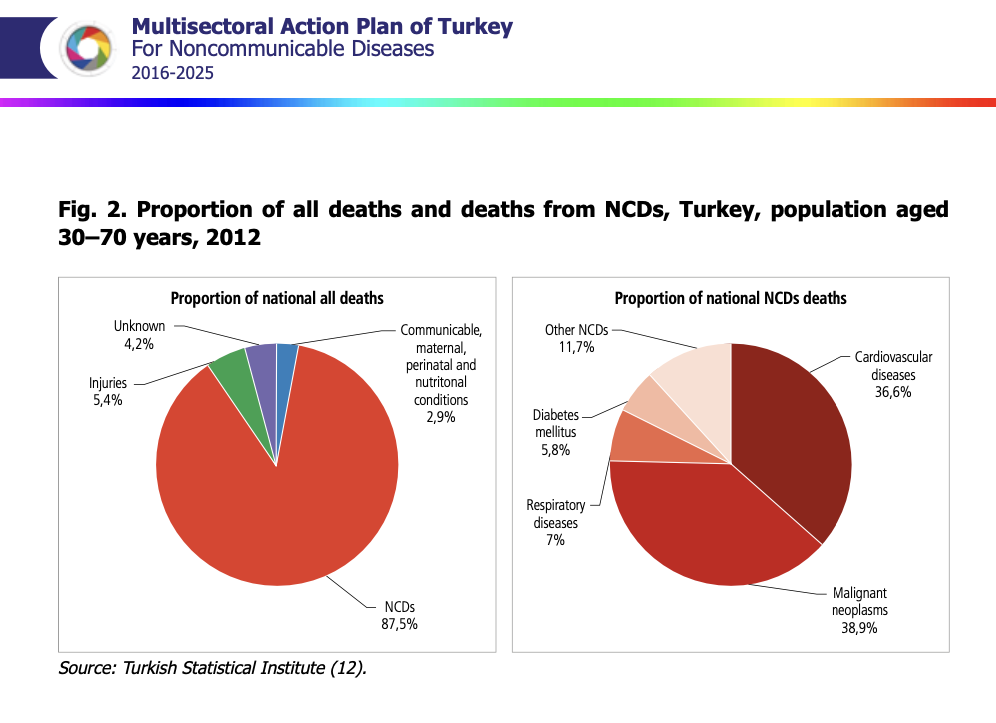 Multisectoral Action Plan of Turkey
For Noncommunicable Diseases
2016-2025
Fig. 2. Proportion of all deaths and deaths from NCDs, Turkey, population aged
30–70 years, 2012
Proportion of national all deaths
Unknown
4,2%
Communicable,
maternal,
perinatal and
nutritonal
conditions
2,9%
Injuries
5,4%
NCDs
87,5%
Proportion of national NCDs deaths
Other NCDs
11,7%
Cardiovascular
diseases
36,6%
Diabetes
mellitus
5,8%
Respiratory
diseases
7%
Malignant
neoplasms
38,9%
Source: Turkish Statistical Institute (12).